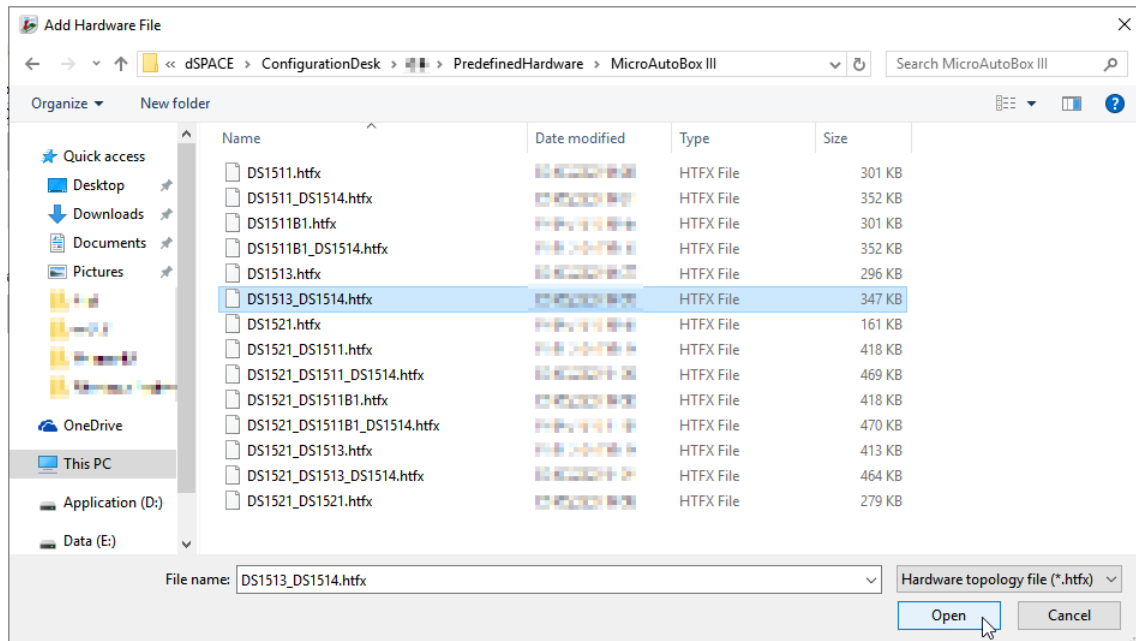 Add Hardware File
« dSPACE > ConfigurationDesk > > PredefinedHardware > MicroAutoBox III
Search MicroAutoBox III
Organize New folder
Name Date modified Type Size
Quick access
Desktop
Downloads
Documents
Pictures
OneDrive
This PC
Application (D:)
Data (E:)
DS1511.htfx HTFX File 301 KB
DS1511_DS1514.htfx HTFX File 352 KB
DS1511B1.htfx HTFX File 301 KB
DS1511B1_DS1514.htfx HTFX File 352 KB
DS1513.htfx HTFX File 296 KB
DS1513_DS1514.htfx HTFX File 347 KB
DS1521.htfx HTFX File 161 KB
DS1521_DS1511.htfx HTFX File 418 KB
DS1521_DS1511_DS1514.htfx HTFX File 469 KB
DS1521_DS1511B1.htfx HTFX File 418 KB
DS1521_DS1511B1_DS1514.htfx HTFX File 470 KB
DS1521_DS1513.htfx HTFX File 413 KB
DS1521_DS1513_DS1514.htfx HTFX File 464 KB
DS1521_DS1521.htfx HTFX File 279 KB
File name: DS1513_DS1514.htfx Hardware topology file (*.htfx)
Open Cancel